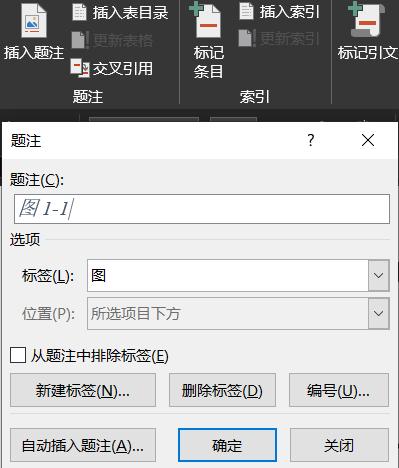 插入题注
插入表目录
更新表格
交叉引用
题注
标记
条目
插入索引
更新索引
索引
标记引文
题注
?
题注(C):
图 1-1
选项
标签(L):
图
位置(P):
所选项目下方
从题注中排除标签(E)
新建标签(N)...
删除标签(D)
编号(U)...
自动插入题注(A)...
确定
关闭